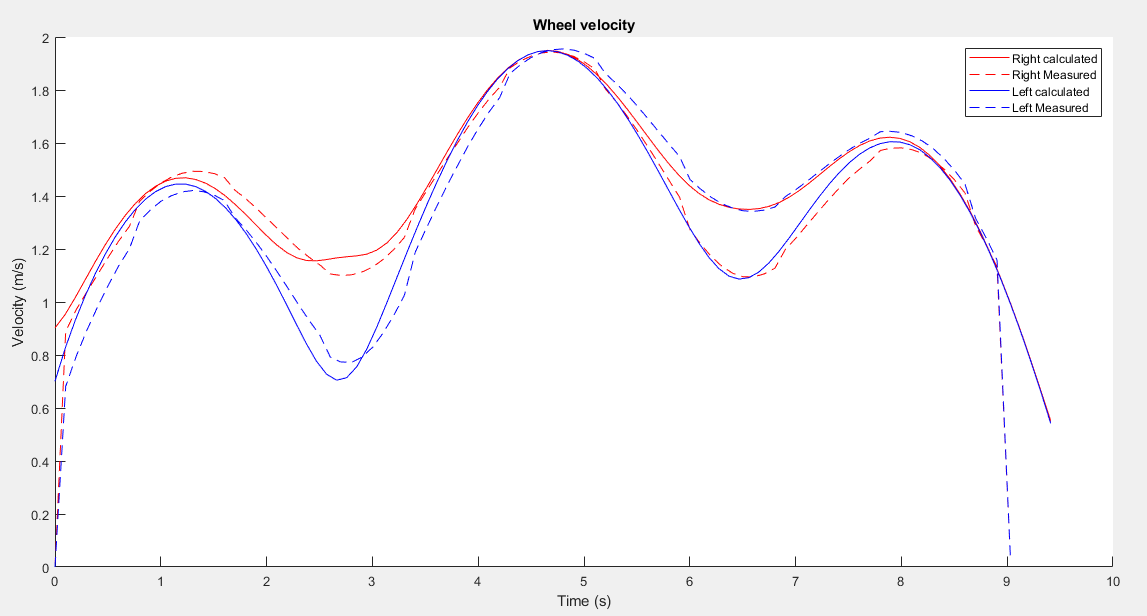 Wheel velocity
Right calculated
Right Measured
Left calculated
Left Measured
Velocity (m/s)
2
1.8
1.6
1.4
1.2
1
0.8
0.6
0.4
0.2
0
0 1 2 3 4 5 6 7 8 9 10
Time (s)